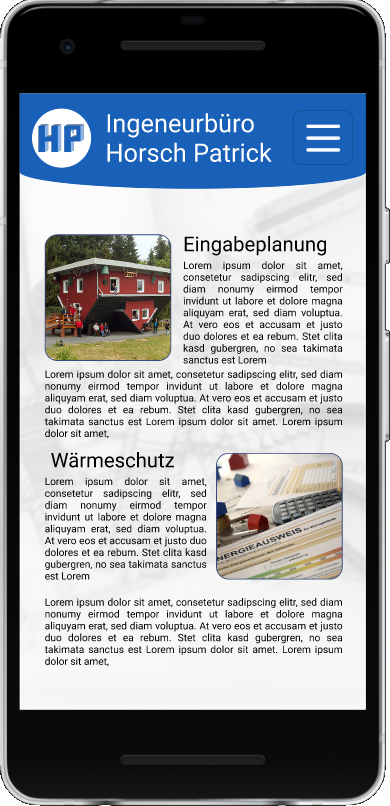 HP
Ingeneurbüro
Horsch Patrick
Eingabeplanung
Lorem ipsum dolor sit amet,
consetetur sadipscing elitr, sed
diam nonumy eirmod tempor
invidunt ut labore et dolore magna
aliquyam erat, sed diam voluptua.
At vero eos et accusam et justo
duo dolores et ea rebum. Stet clita
kasd gubergren, no sea takimata
sanctus est Lorem
Lorem ipsum dolor sit amet, consetetur sadipscing elitr, sed diam
nonumy eirmod tempor invidunt ut labore et dolore magna
aliquyam erat, sed diam voluptua. At vero eos et accusam et justo
duo dolores et ea rebum. Stet clita kasd gubergren, no sea
takimata sanctus est Lorem ipsum dolor sit amet. Lorem ipsum
dolor sit amet,
Wärmeschutz
Lorem ipsum dolor sit amet,
consetetur sadipscing elitr, sed
diam nonumy eirmod tempor
invidunt ut labore et dolore magna
aliquyam erat, sed diam voluptua.
At vero eos et accusam et justo duo
dolores et ea rebum. Stet clita kasd
gubergren, no sea takimata sanctus
est Lorem
NERGIEAUSWEIS
Lorem ipsum dolor sit amet, consetetur sadipscing elitr, sed diam
nonumy eirmod tempor invidunt ut labore et dolore magna
aliquyam erat, sed diam voluptua. At vero eos et accusam et justo
duo dolores et ea rebum. Stet clita kasd gubergren, no sea
takimata sanctus est Lorem ipsum dolor sit amet. Lorem ipsum
dolor sit amet,